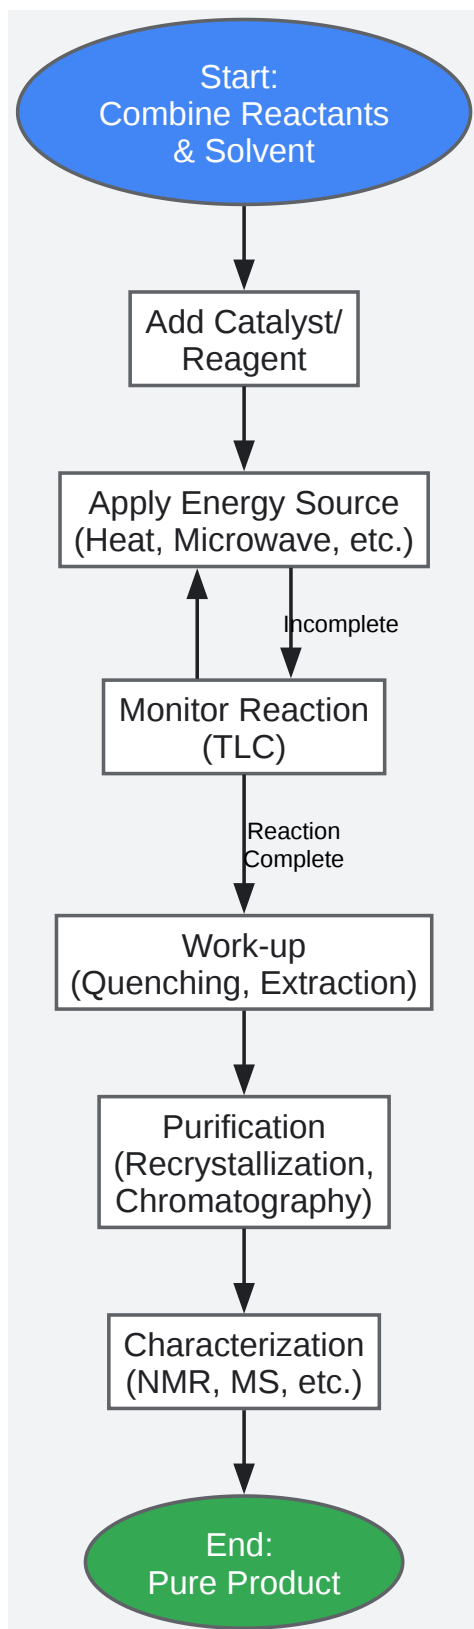 Start:
Combine Reactants
& Solvent
Add Catalyst/
Reagent
Apply Energy Source
(Heat, Microwave, etc.)
Incomplete
Monitor Reaction
(TLC)
Reaction
Complete
Work-up
(Quenching, Extraction)
Purification
(Recrystallization,
Chromatography)
Characterization
(NMR, MS, etc.)
End:
Pure Product